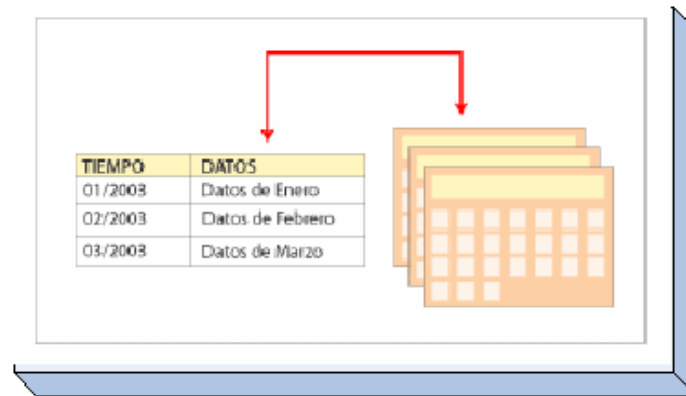 TIEMPO DATOS
01/2003 Datos de Enero
02/2003 Datos de Febrero
03/2003 Datos de Marzo